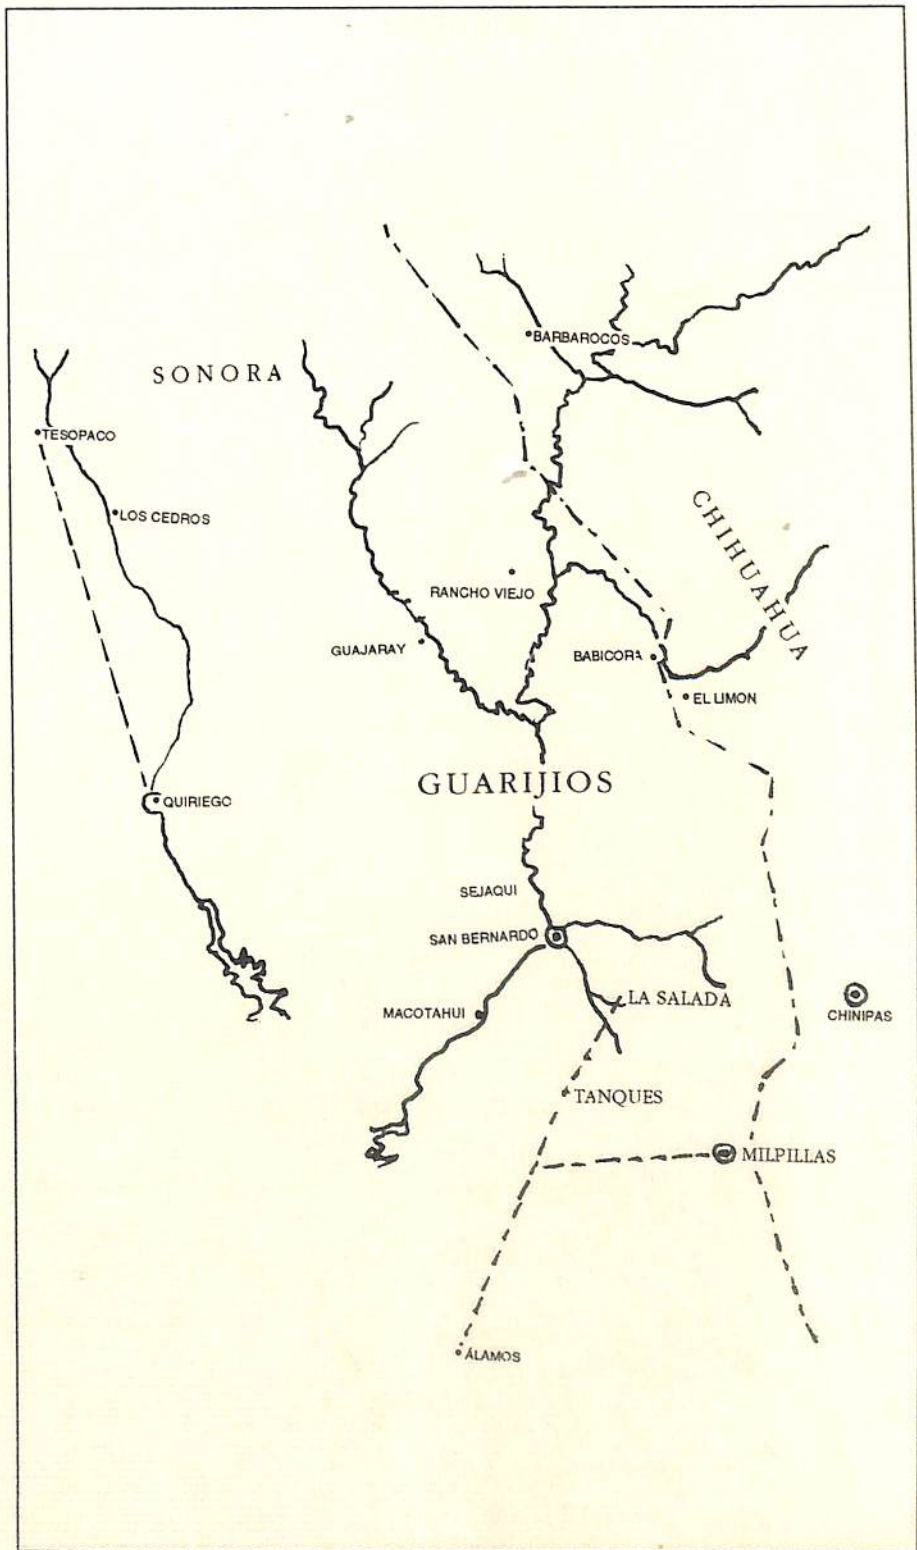 BARBAROCOS
SONORA
TESOPACO
LOS CEDROS
CHIHUAHUA
RANCHO VIEJO
GUAJARAY
BABICORA
EL LIMON
GUARIJIOS
QUIRIEGO
SEJAQUI
SAN BERNARDO
LA SALADA
MACOTAHUI
CHINIPAS
TANQUES
MILPILLAS
ÁLAMOS